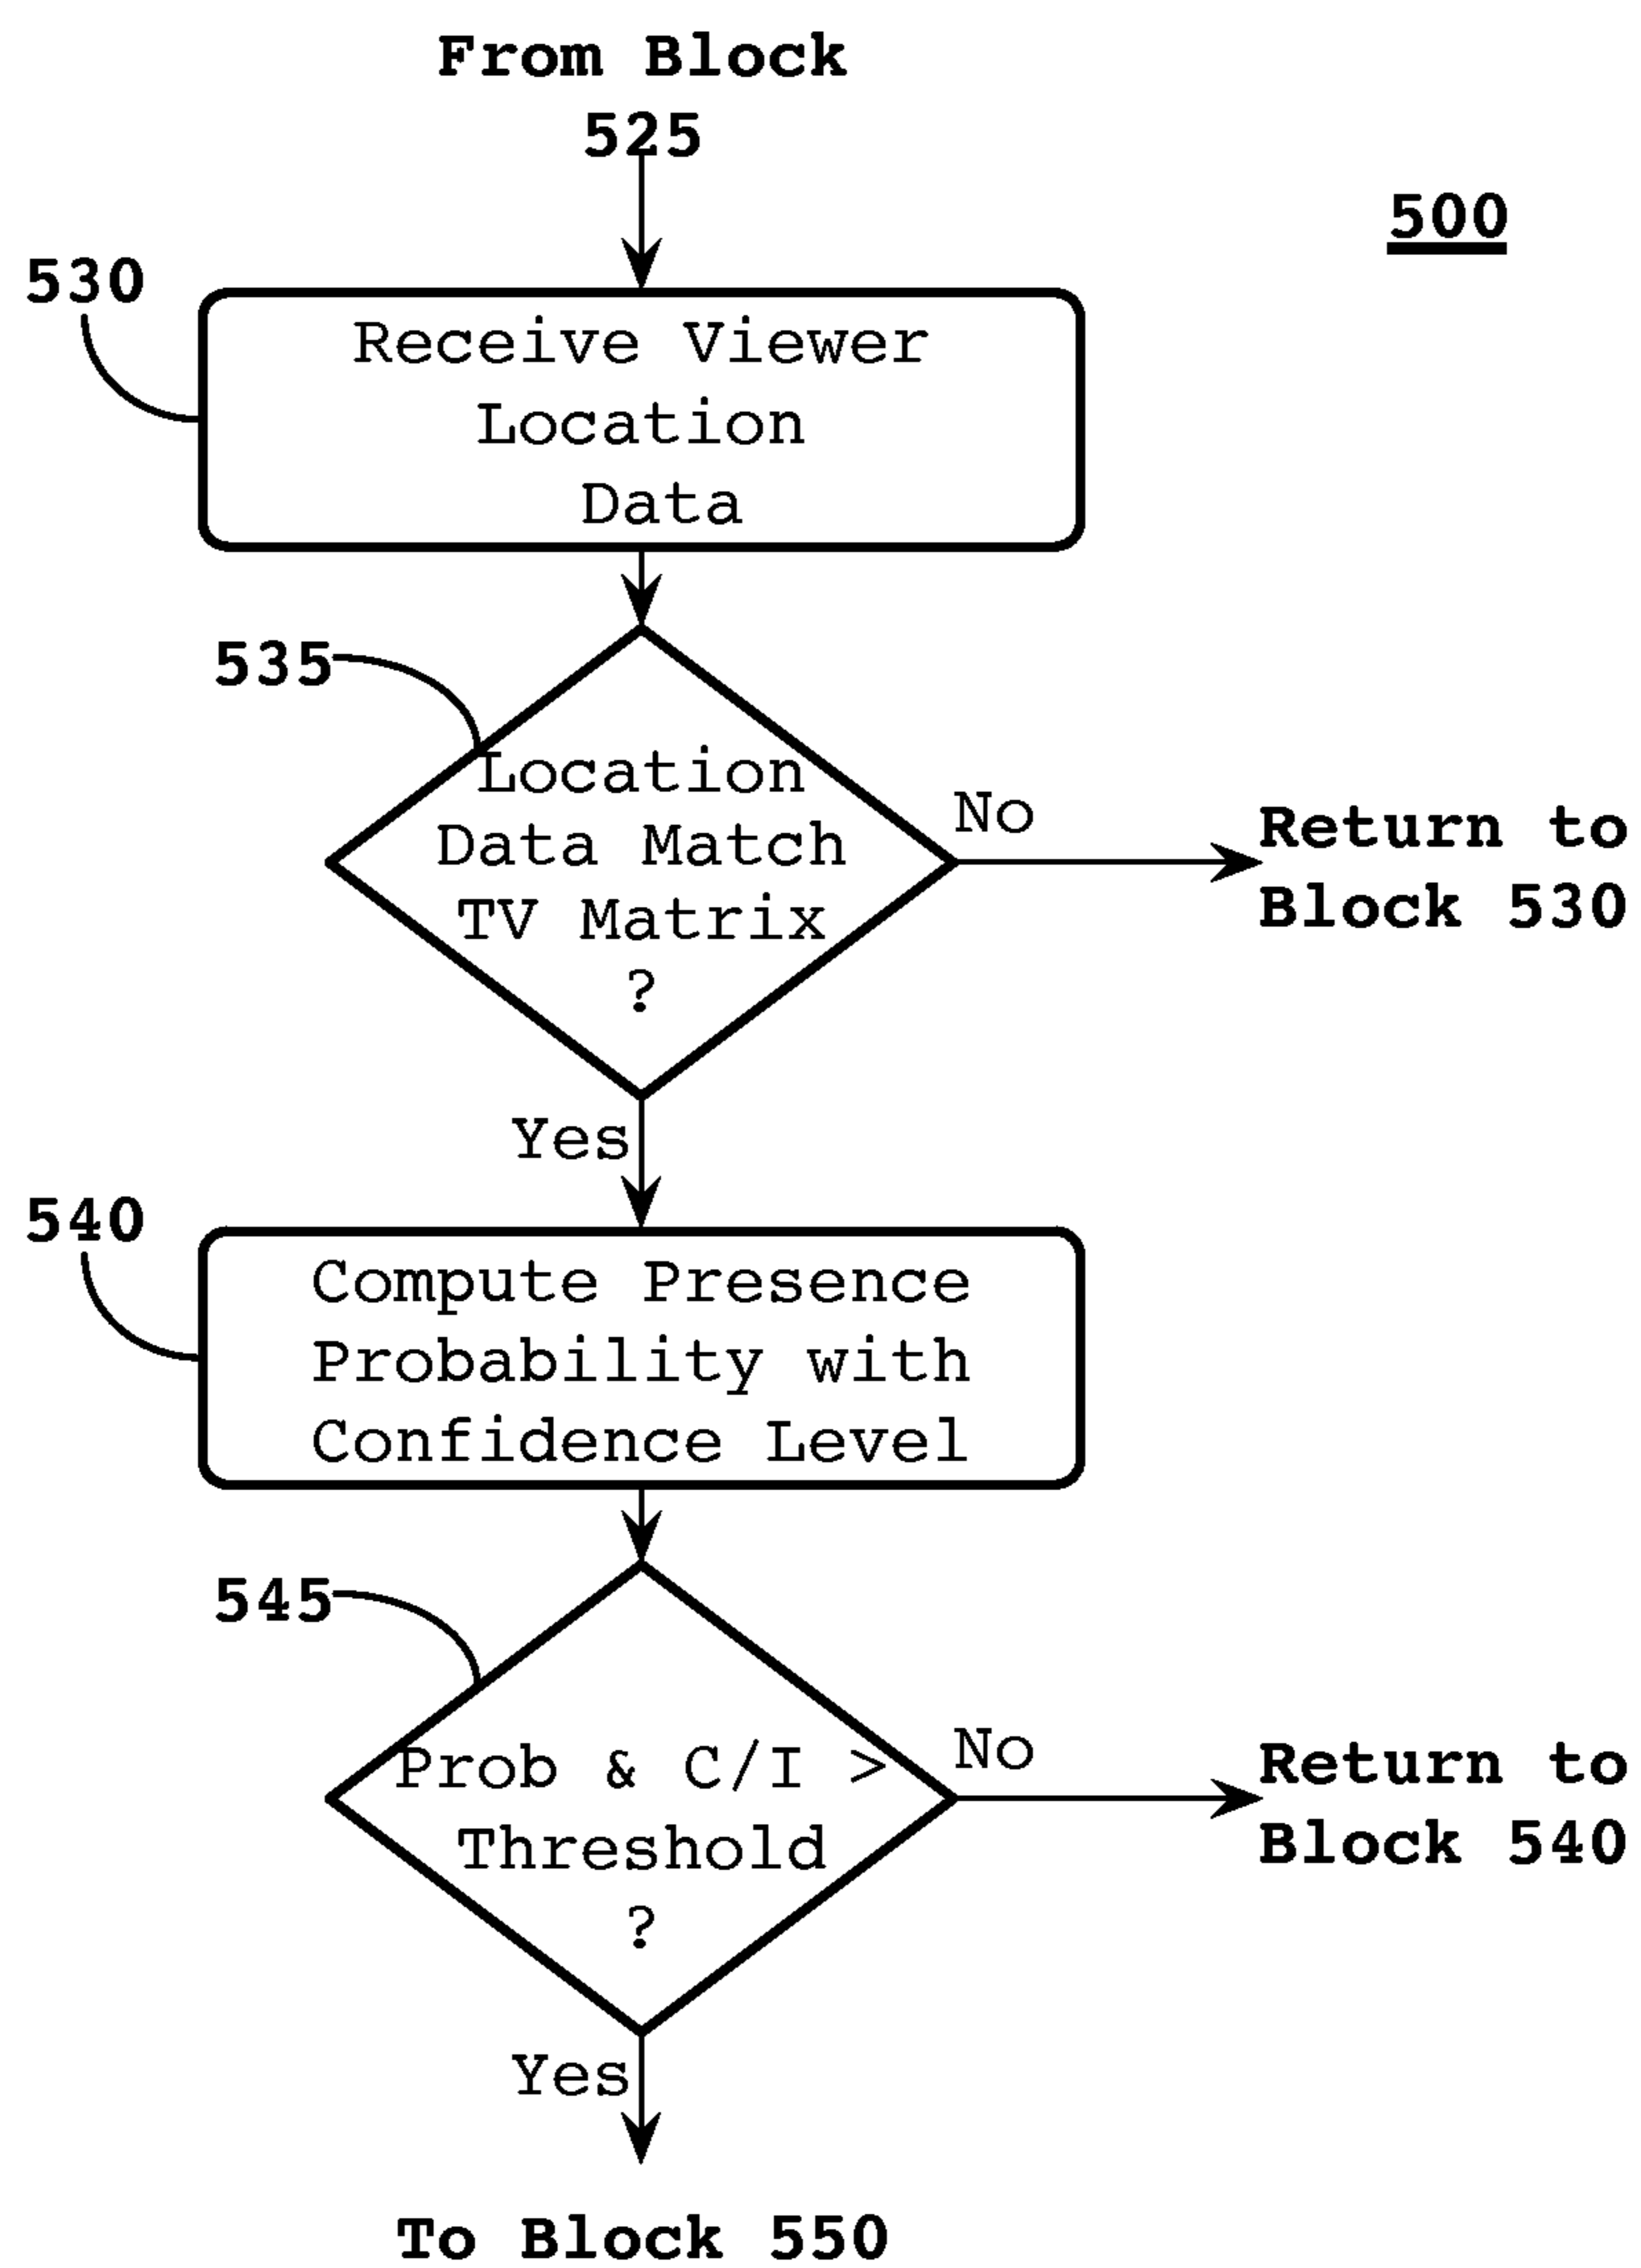 From Block
525
500
530
Receive Viewer
Location
Data
535
Location
Data Match
TV Matrix
?
No
Return to
Block 530
Yes
540
Compute Presence
Probability with
Confidence Level
545
Prob & C/I >
Threshold
?
No
Return to
Block 540
Yes
To Block 550